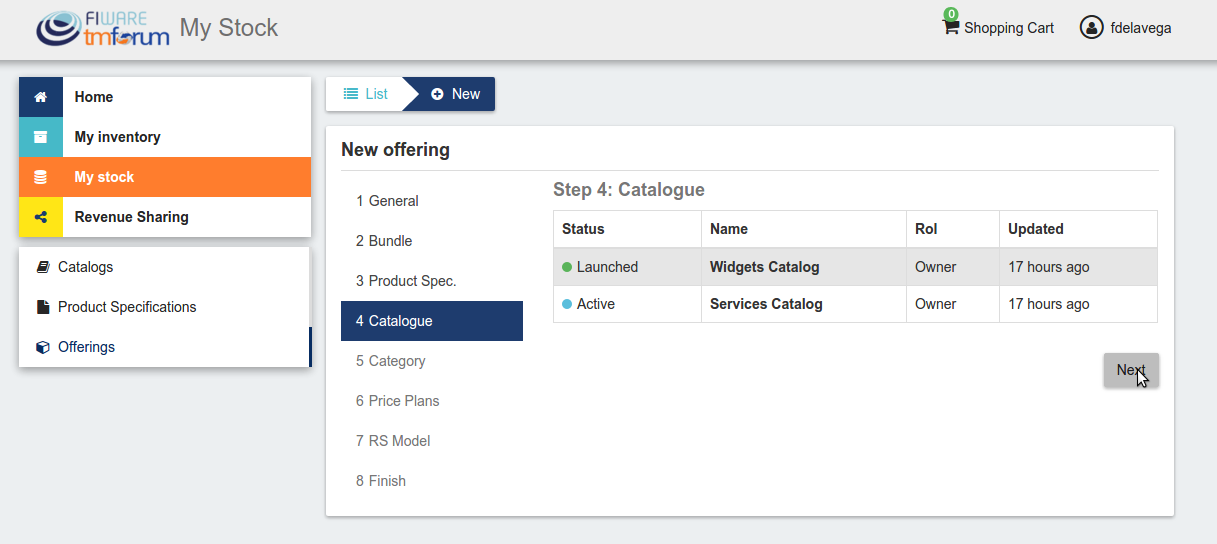 FIWARE
tmforum
My Stock
0
Shopping Cart
fdelavega
Home
My inventory
My stock
Revenue Sharing
Catalogs
Product Specifications
Offerings
List
New
New offering
1 General
2 Bundle
3 Product Spec.
4 Catalogue
5 Category
6 Price Plans
7 RS Model
8 Finish
Step 4: Catalogue
Status Name Rol Updated
Launched Widgets Catalog Owner 17 hours ago
Active Services Catalog Owner 17 hours ago
Next